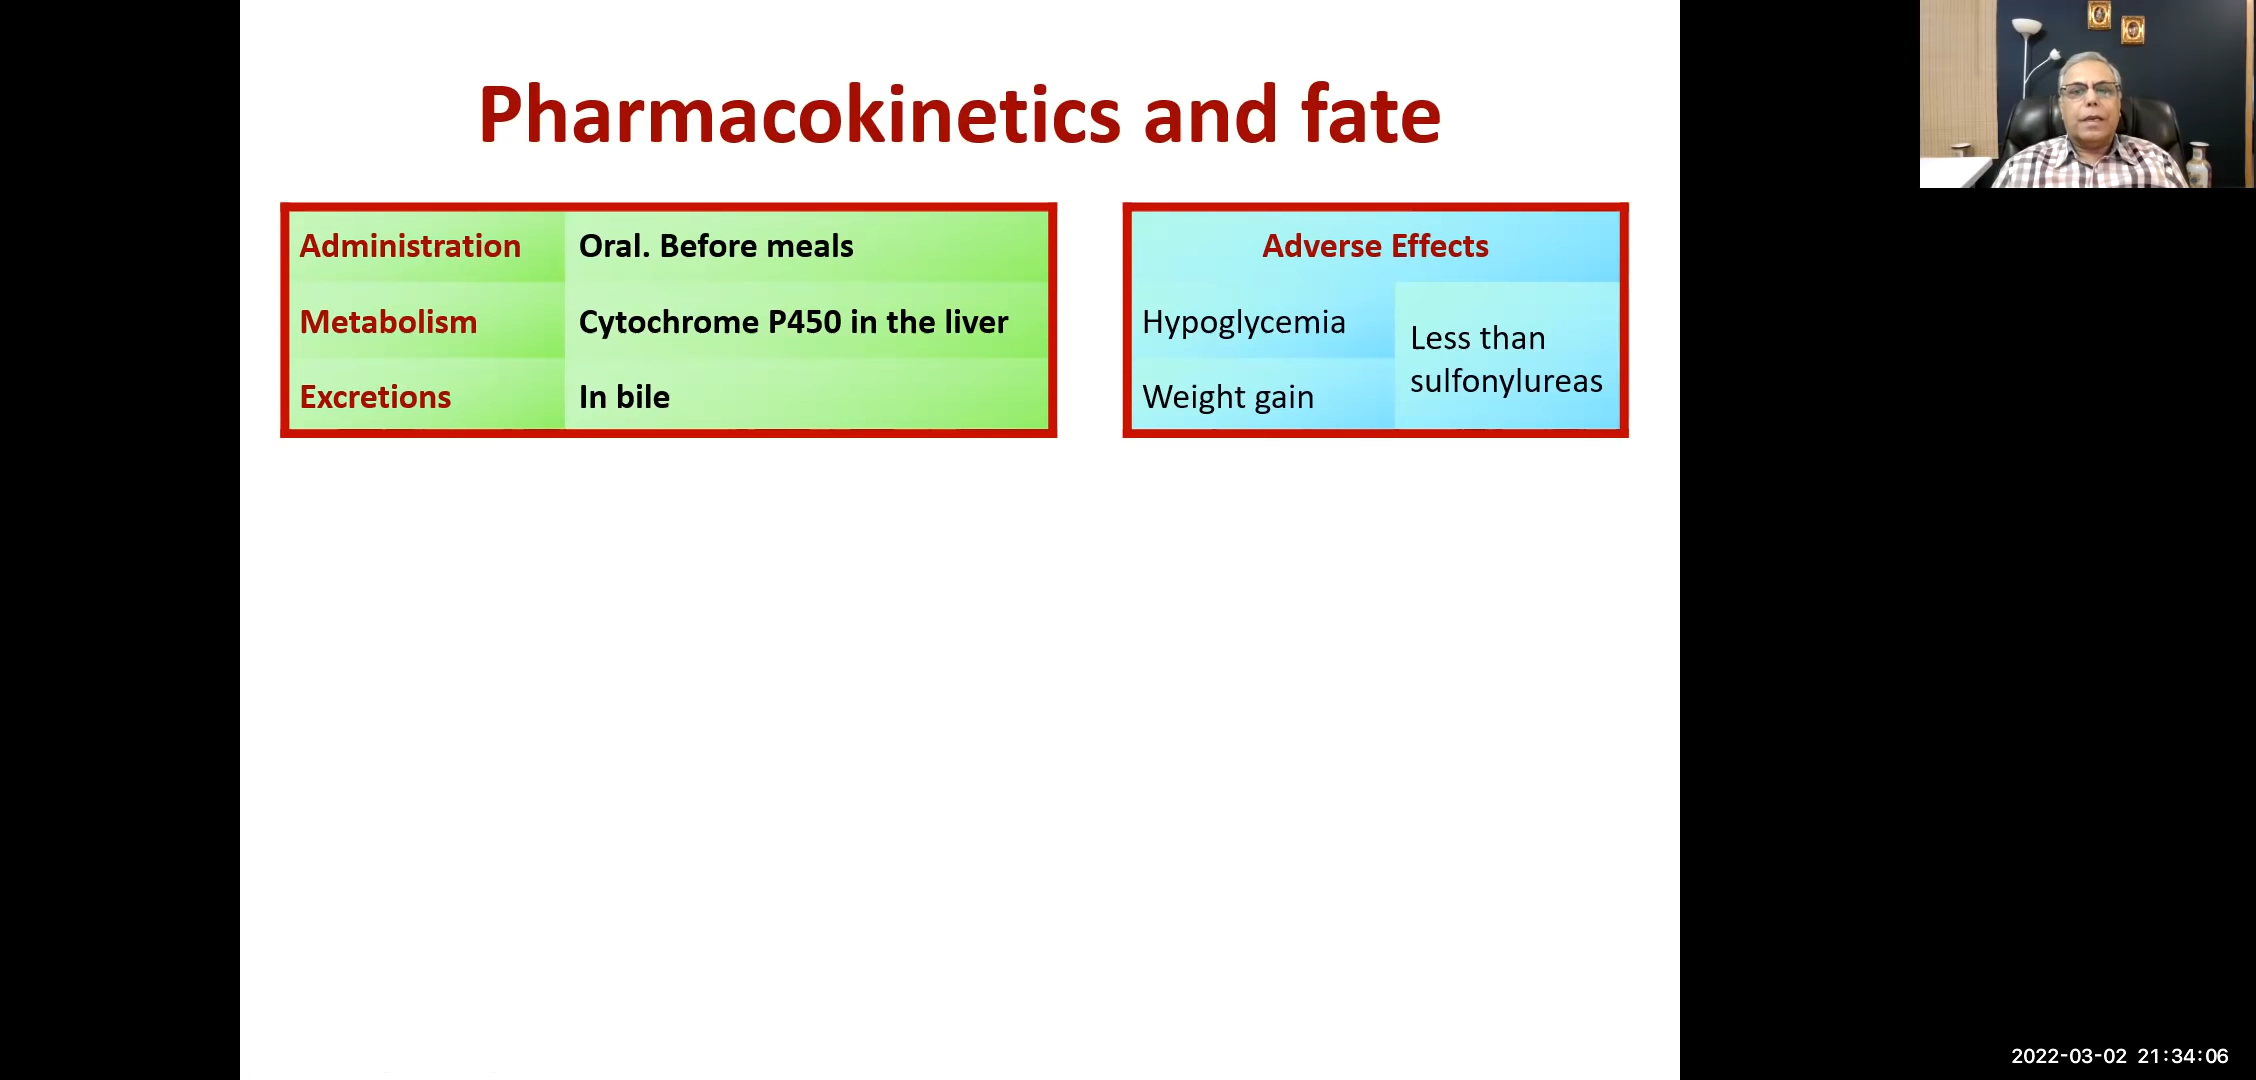 Pharmacokinetics and fate
Administration Oral. Before meals
Metabolism Cytochrome P450 in the liver
Excretions In bile
Adverse Effects
Hypoglycemia
Weight gain
Less than
sulfonylureas
2022-03-02 21:34:06